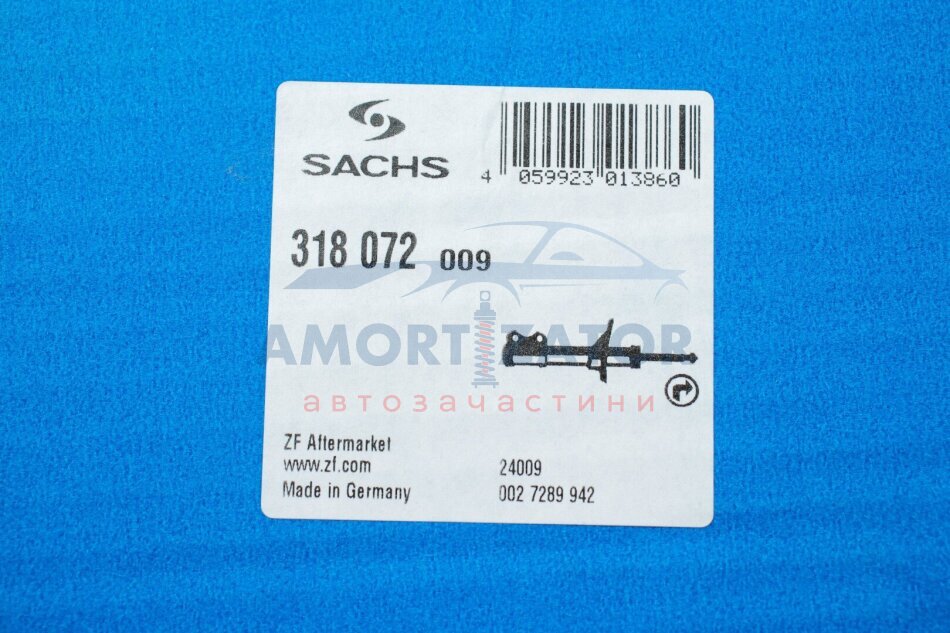 SACHS
4 059923 013860
318 072 009
AMORTIZATOR
автозачастини
ZF Aftermarket
www.zf.com
Made in Germany
24009
002 7289 942